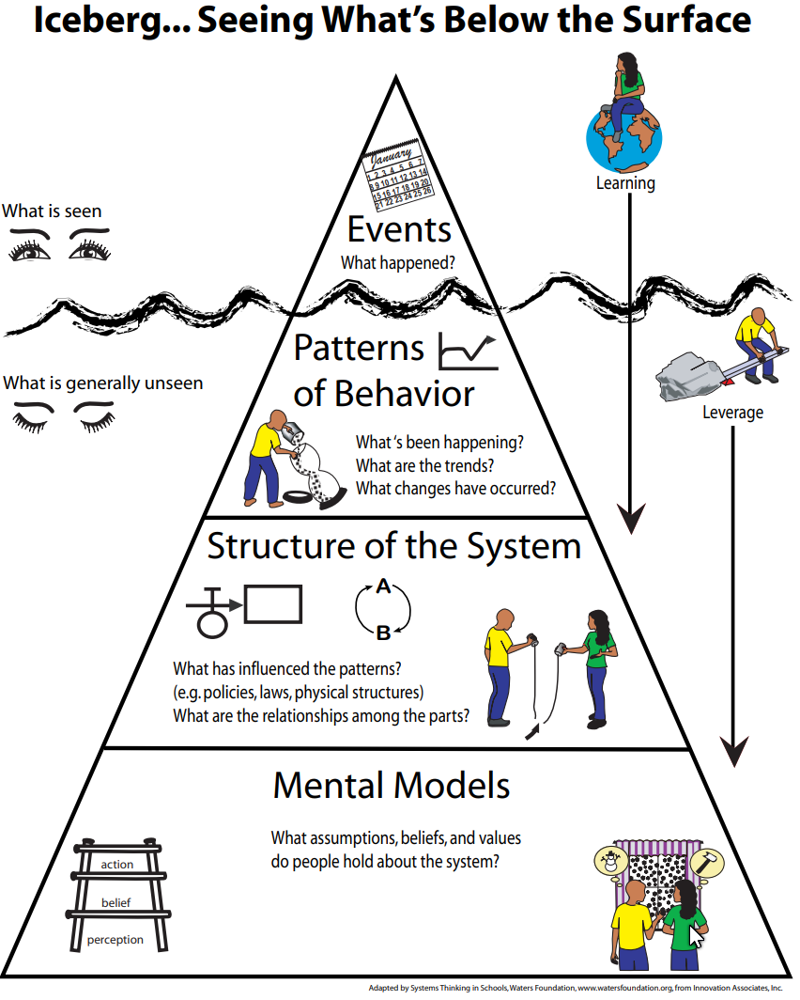 Iceberg... Seeing What's Below the Surface
January
1 2 3 4 5 6 7
8 9 10 11 12 13 14
15 16 17 18 19 20
21 22 23 24 25 26
Learning
What is seen
Events
What happened?
Patterns
of Behavior
What is generally unseen
Leverage
What's been happening?
What are the trends?
What changes have occurred?
Structure of the System
A
B
What has influenced the patterns?
(e.g. policies, laws, physical structures)
What are the relationships among the parts?
Mental Models
What assumptions, beliefs, and values
do people hold about the system?
action
belief
perception
Adapted by Systems Thinking in Schools, Waters Foundation, www.watersfoundation.org, from Innovation Associates, Inc.